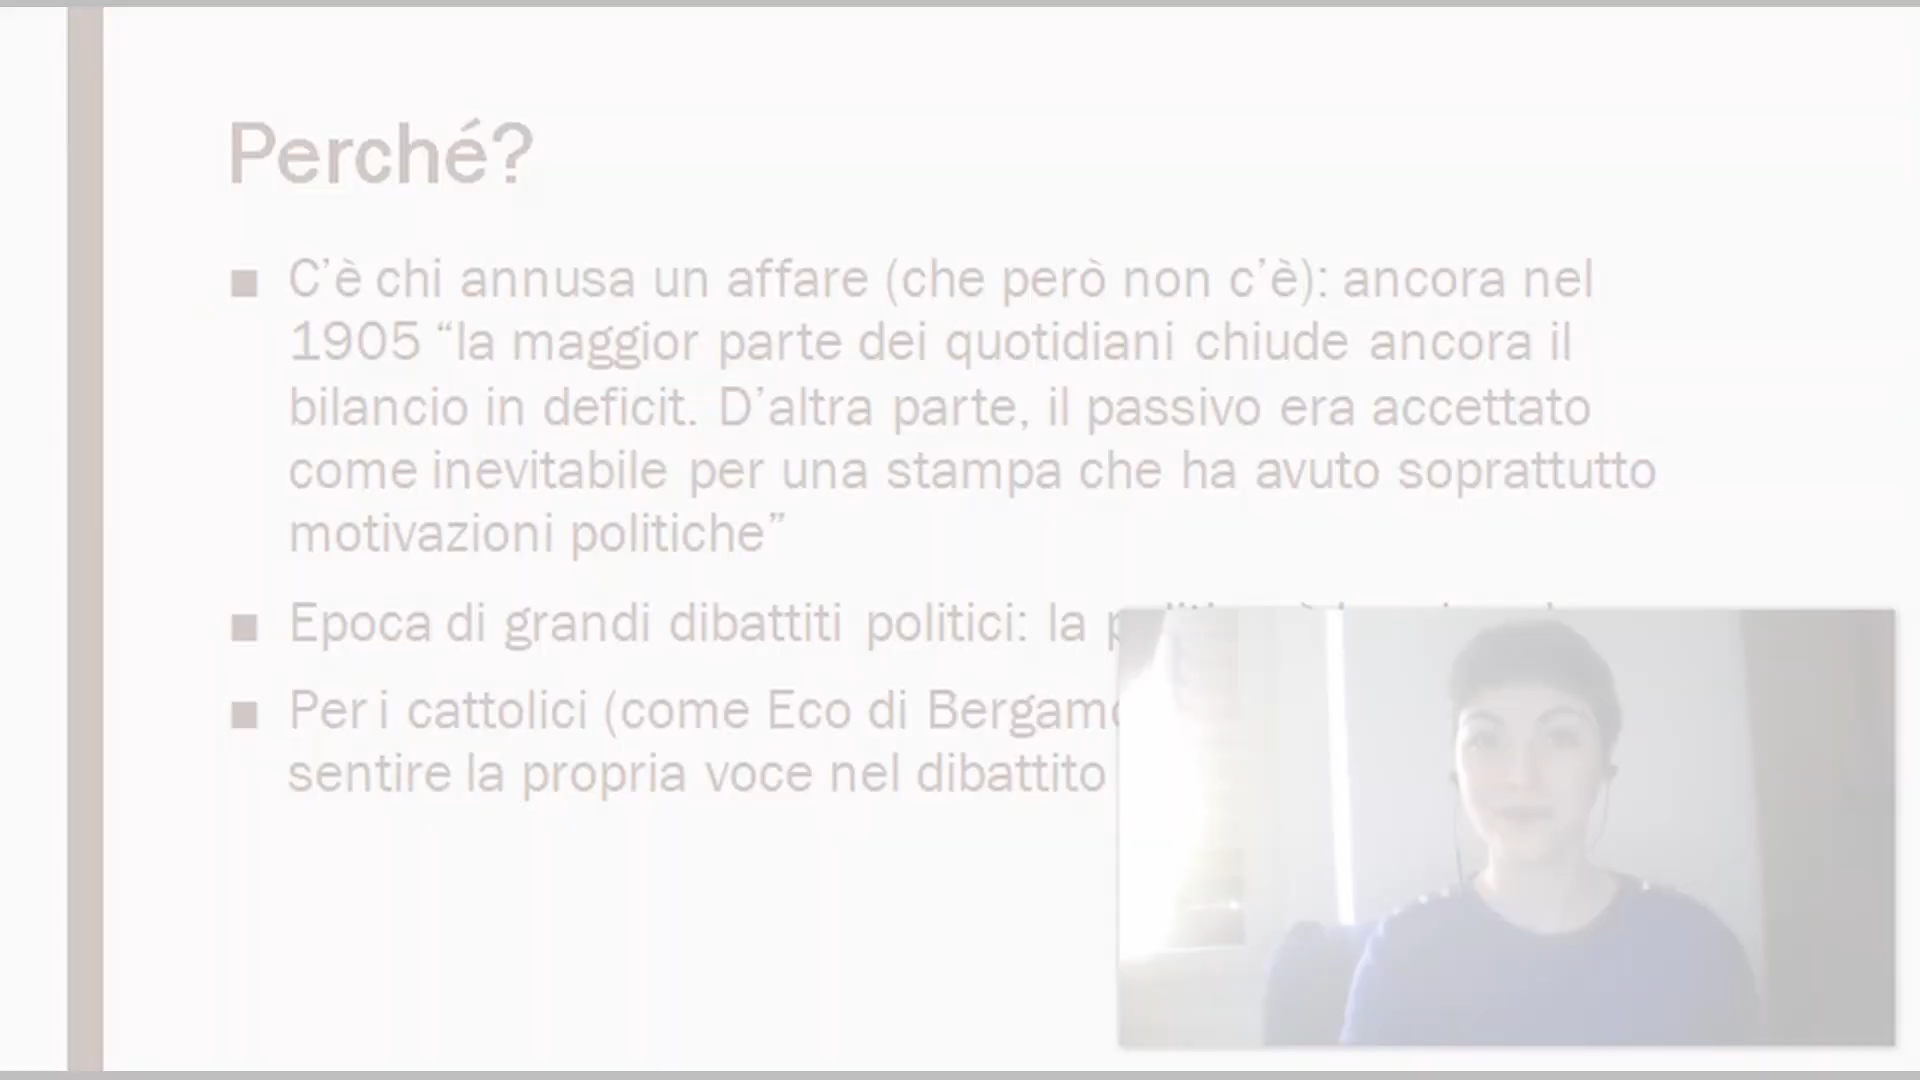 Perché?
■ C’è chi annusa un affare (che però non c’è): ancora nel
1905 “la maggior parte dei quotidiani chiude ancora il
bilancio in deficit. D’altra parte, il passivo era accettato
come inevitabile per una stampa che ha avuto soprattutto
motivazioni politiche”
■ Epoca di grandi dibattiti politici: la
■ Per i cattolici (come Eco di Bergamo
sentire la propria voce nel dibattito